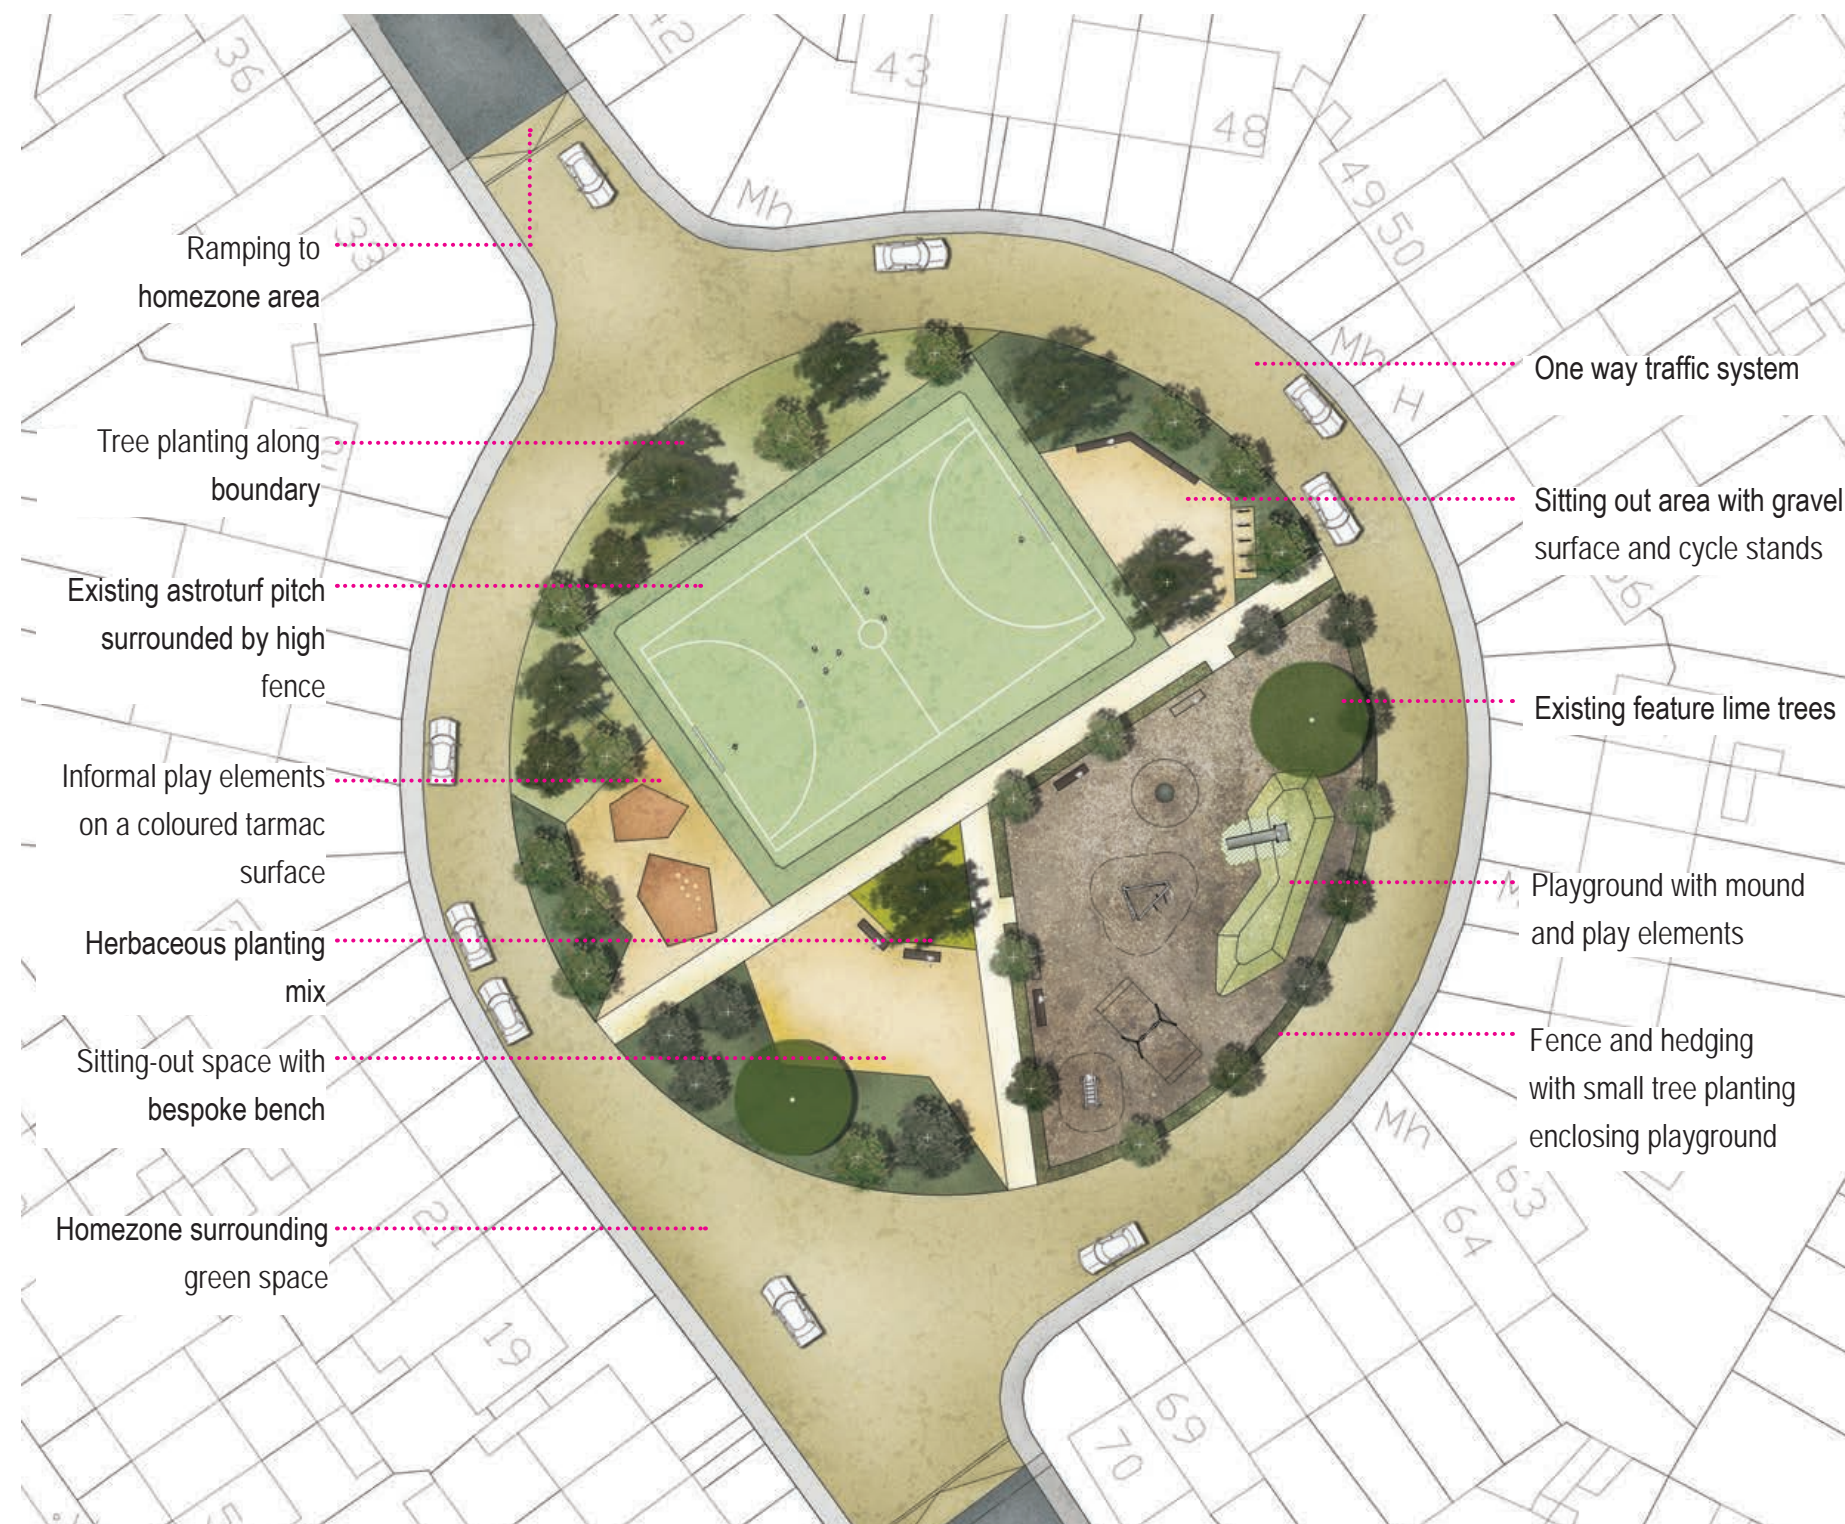 36
42
43
48
Mh
49 50
33
Ramping to
homezone area
Mh
H
One way traffic system
Tree planting along
boundary
Sitting out area with gravel
surface and cycle stands
Existing astroturf pitch
surrounded by high
fence
56
Existing feature lime trees
Informal play elements
on a coloured tarmac
surface
Playground with mound
and play elements
Herbaceous planting
mix
Sitting-out space with
bespoke bench
Fence and hedging
with small tree planting
enclosing playground
Mh
63
64
21
Homezone surrounding
green space
19
69
70